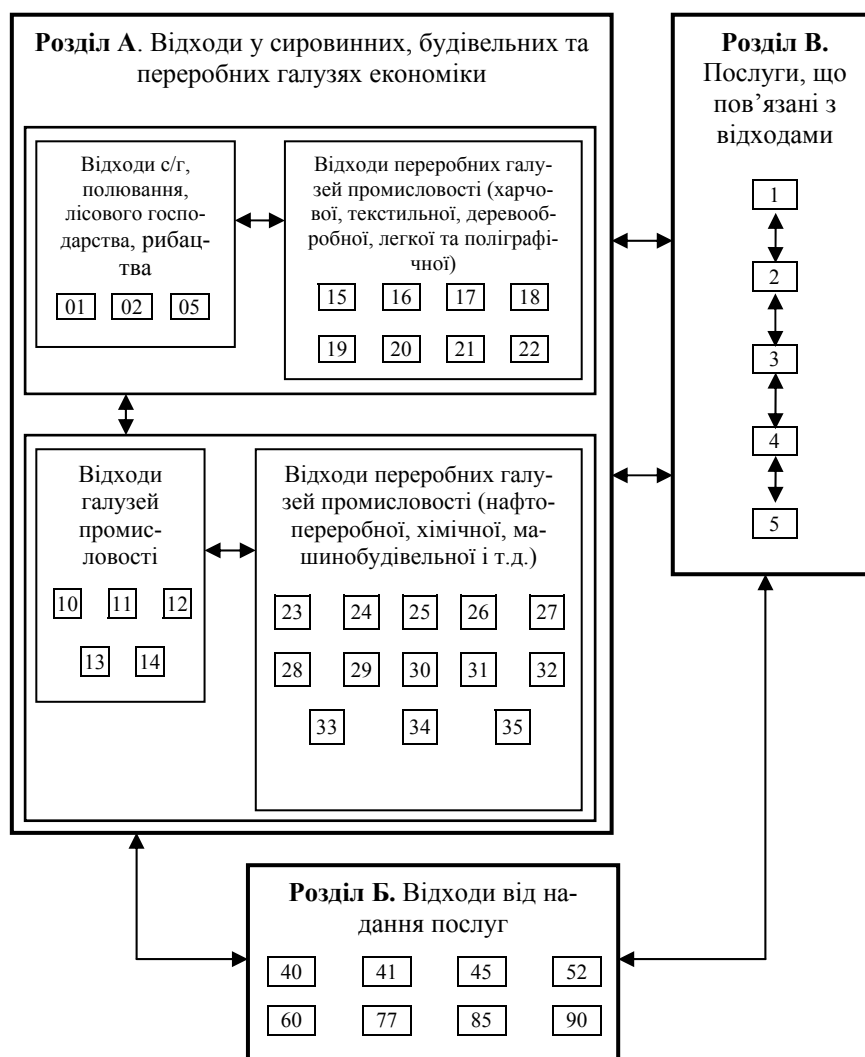 Розділ А. Відходи у сировинних, будівельних та
переробних галузях економіки
Відходи с/г,
полювання,
лісового госпо-
дарства, рибац-
тва
01 02 05
Відходи переробних галу-
зей промисловості (харчо-
вої, текстильної, деревооб-
робної, легкої та поліграфі-
чної)
15 16 17 18
19 20 21 22
Відходи
галузей
промис-
ловості
10 11 12
13 14
Відходи переробних галу-
зей промисловості (нафто-
переробної, хімічної, ма-
шинобудівельної і т.д.)
23 24 25 26 27
28 29 30 31 32
33 34 35
Розділ В.
Послуги, що
пов’язані з
відходами
1
2
3
4
5
Розділ Б. Відходи від на-
дання послуг
40 41 45 52
60 77 85 90